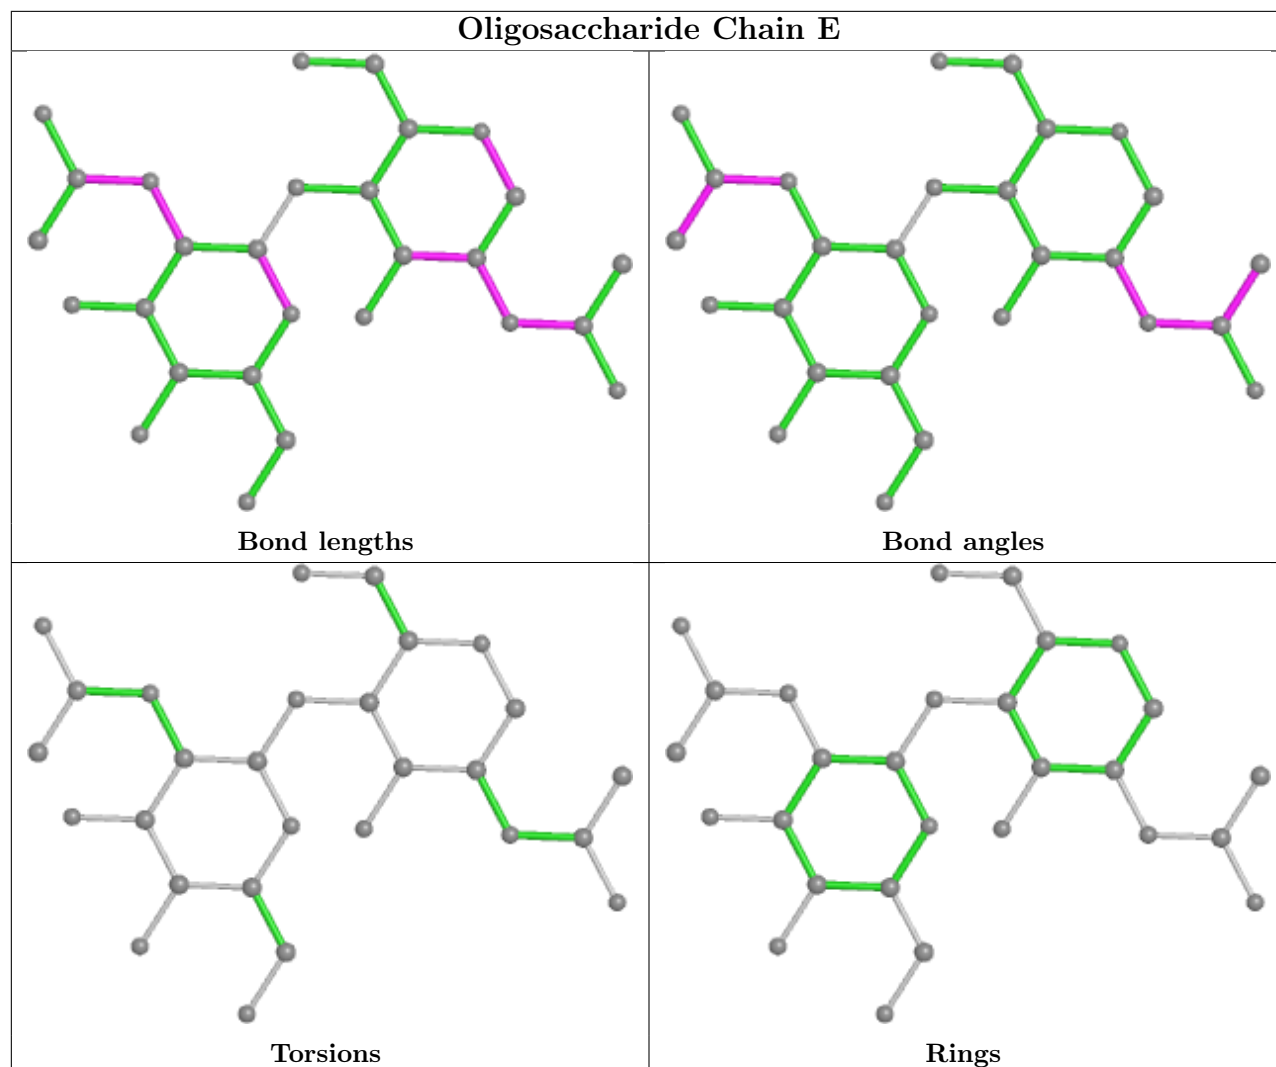 Oligosaccharide Chain E
Bond lengths
Bond angles
Torsions
Rings